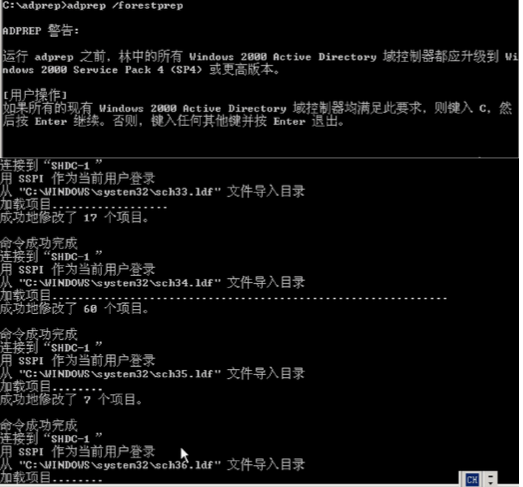 C:\adprep>adprep /forestprep
ADPREP 警告:
运行 adprep 之前，林中的所有 Windows 2000 Active Directory 域控制器都应升级到 Wi
ndows 2000 Service Pack 4 (SP4) 或更高版本。
[用户操作]
如果所有的现有 Windows 2000 Active Directory 域控制器均满足此要求，则键入 C，然
后按 Enter 继续。否则，键入任何其他键并按 Enter 退出。
连接到“SHDC-1 ”
用 SSPI 作为当前用户登录
从 "C:\WINDOWS\system32\sch33.ldf" 文件导入目录
加载项目..................
成功地修改了 17 个项目。
命令成功完成
连接到“SHDC-1 ”
用 SSPI 作为当前用户登录
从 "C:\WINDOWS\system32\sch34.ldf" 文件导入目录
加载项目.............................................................
成功地修改了 60 个项目。
命令成功完成
连接到“SHDC-1 ”
用 SSPI 作为当前用户登录
从 "C:\WINDOWS\system32\sch35.ldf" 文件导入目录
加载项目........
成功地修改了 7 个项目。
命令成功完成
连接到“SHDC-1 ”
用 SSPI 作为当前用户登录
从 "C:\WINDOWS\system32\sch36.ldf" 文件导入目录
加载项目........
CH